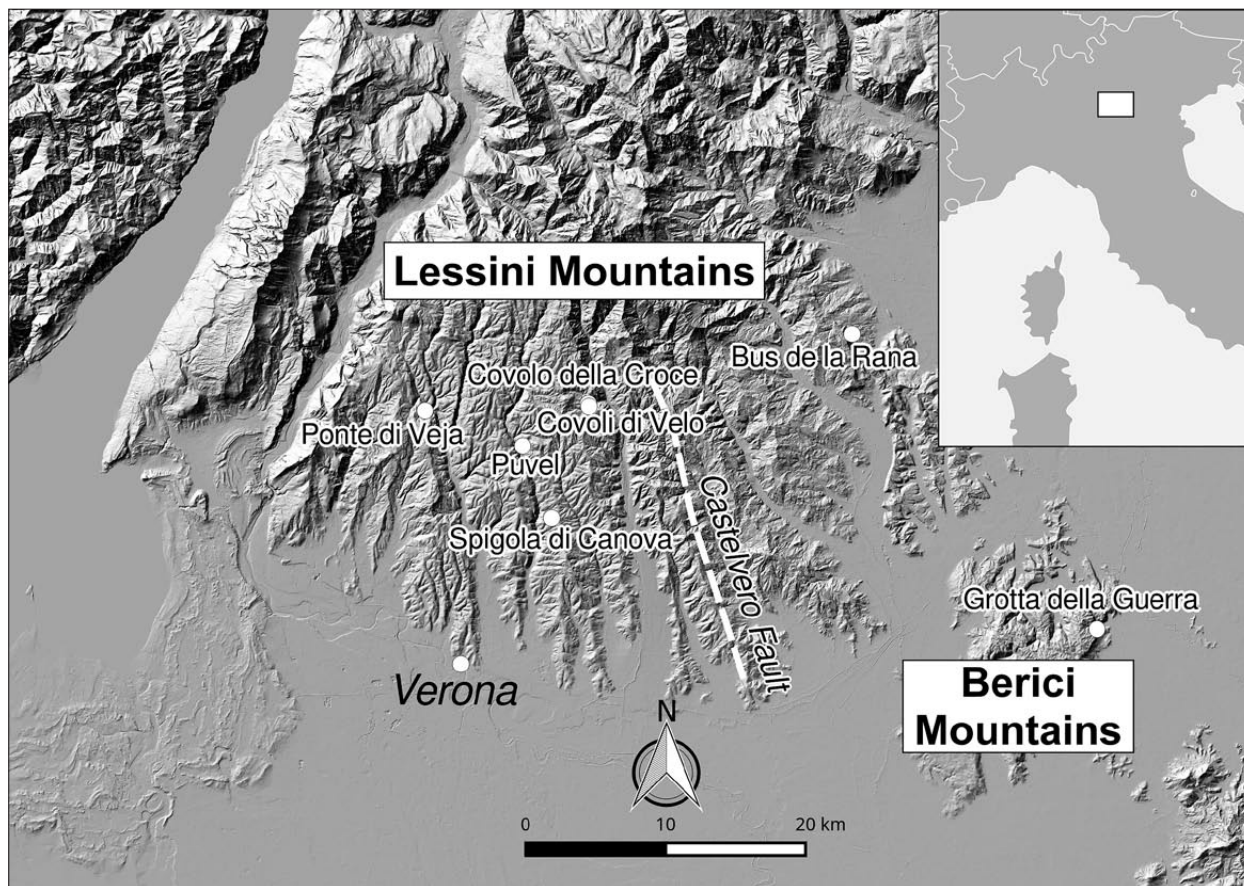 Lessini Mountains
Bus de la Rana
Covolo della Croce
Covoli di Velo
Ponte di Veja
Púvel
Spigola di Canova
Castelvero Fault
Grotta della Guerra
Verona
Berici
Mountains
N
0 10 20 km